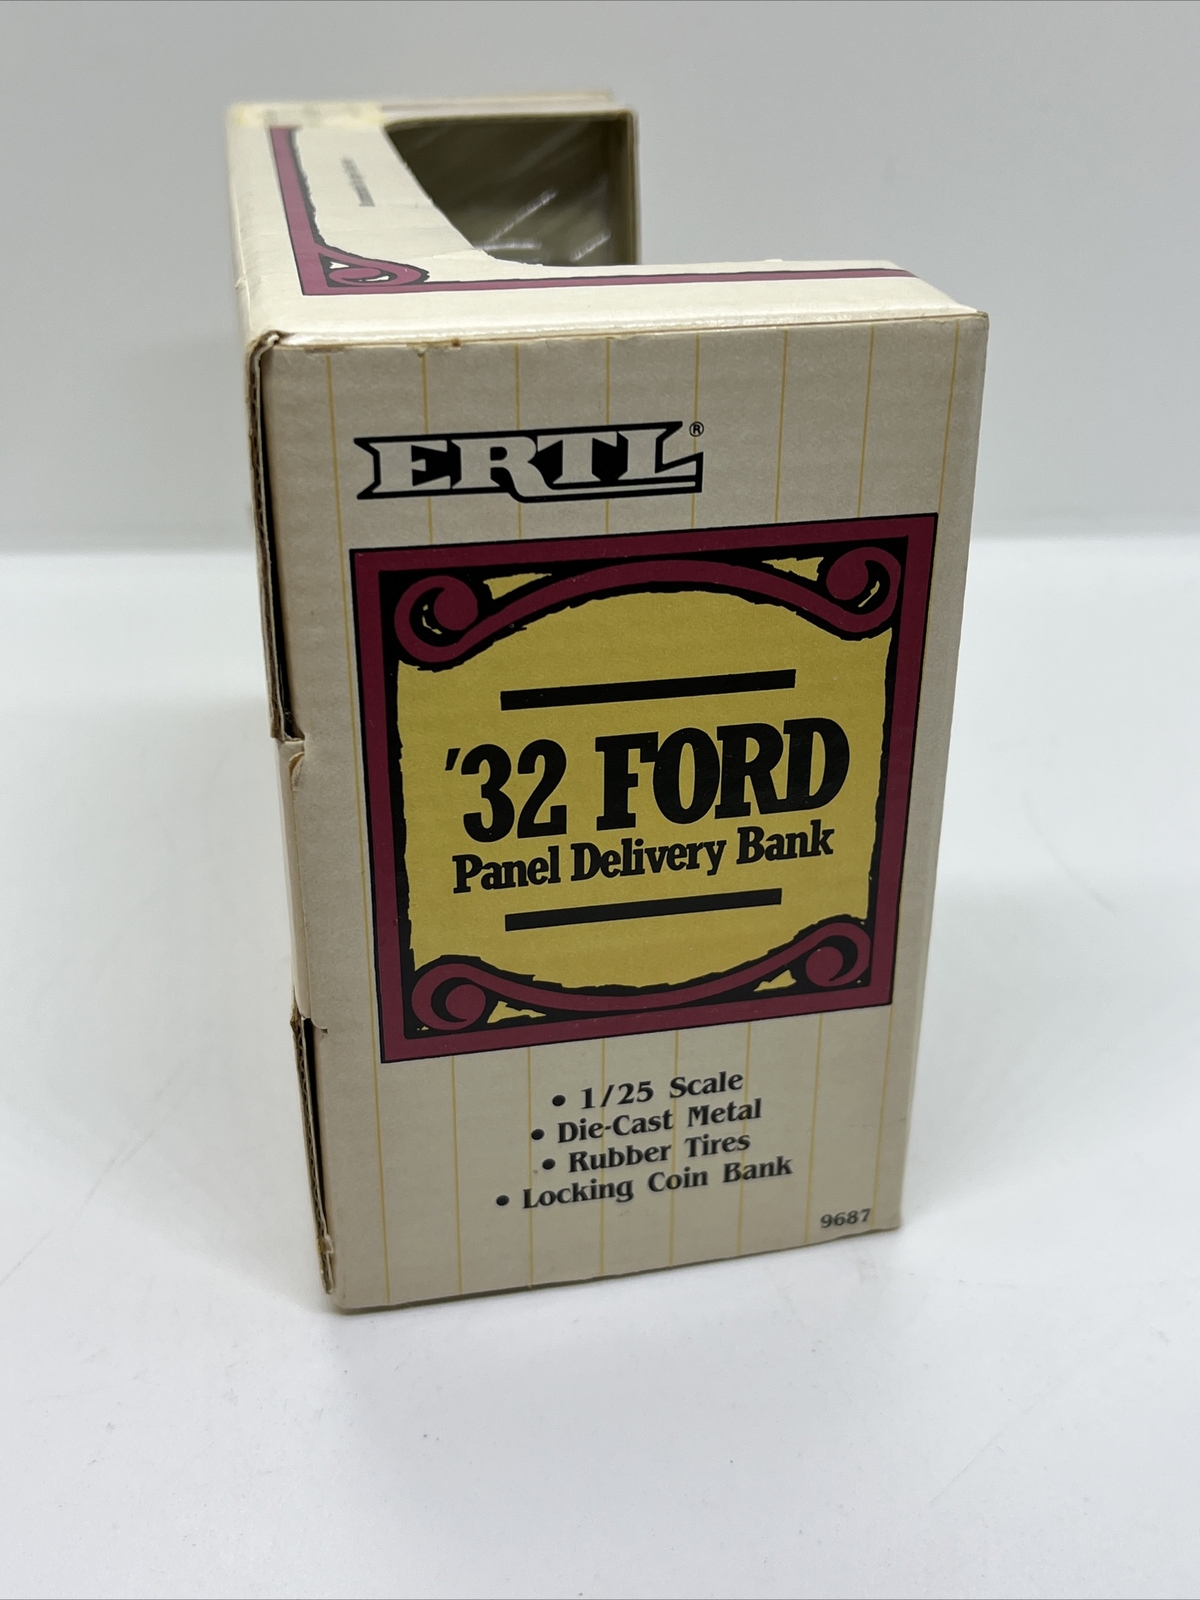 ERTL®
'32 FORD
Panel Delivery Bank
• 1/25 Scale
• Die-Cast Metal
• Rubber Tires
• Locking Coin Bank
9687